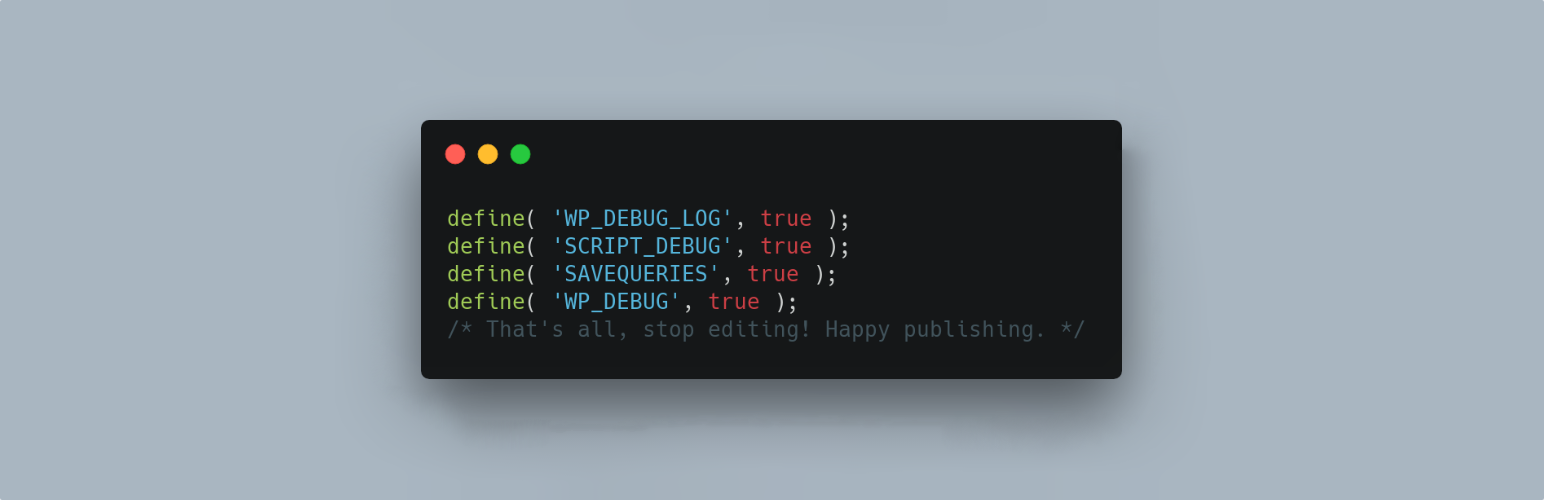 define( 'WP_DEBUG_LOG', true );
define( 'SCRIPT_DEBUG', true );
define( 'SAVEQUERIES', true );
define( 'WP_DEBUG', true );
/* That's all, stop editing! Happy publishing. */